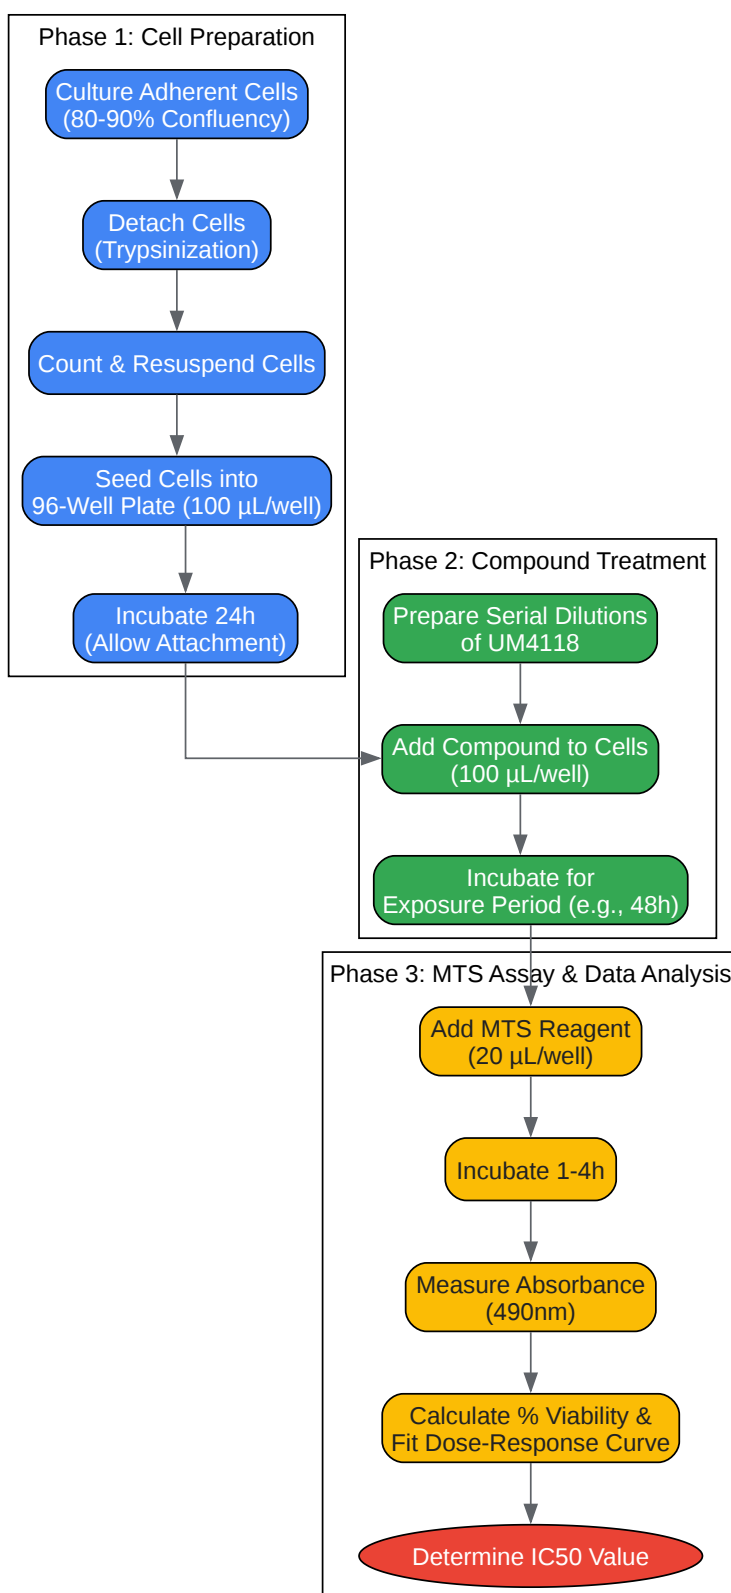 Phase 1: Cell Preparation
Culture Adherent Cells
(80-90% Confluency)
Detach Cells
(Trypsinization)
Count & Resuspend Cells
Seed Cells into
96-Well Plate (100 µL/well)
Incubate 24h
(Allow Attachment)
Phase 2: Compound Treatment
Prepare Serial Dilutions
of UM4118
Add Compound to Cells
(100 µL/well)
Incubate for
Exposure Period (e.g., 48h)
Phase 3: MTS Assay & Data Analysis
Add MTS Reagent
(20 µL/well)
Incubate 1-4h
Measure Absorbance
(490nm)
Calculate % Viability &
Fit Dose-Response Curve
Determine IC50 Value